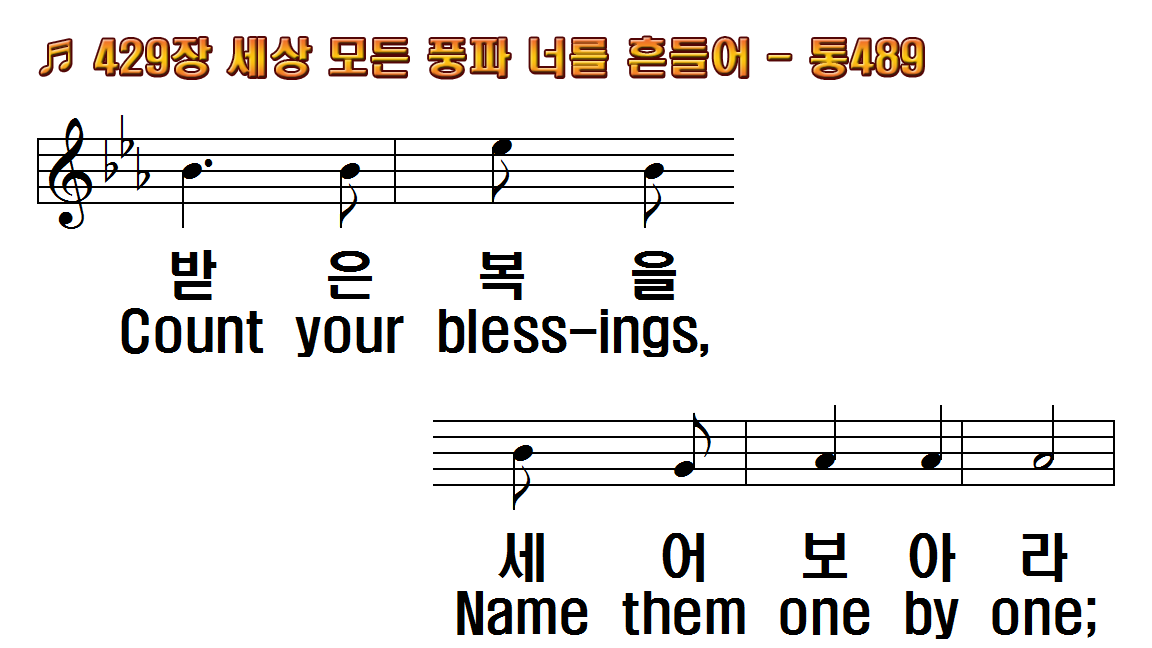 ♬ 429장 세상 모든 풍파 너를 흔들어 - 통489
받 은 복 을
Count your bless-ings,
세 어 보 아 라
Name them one by one;